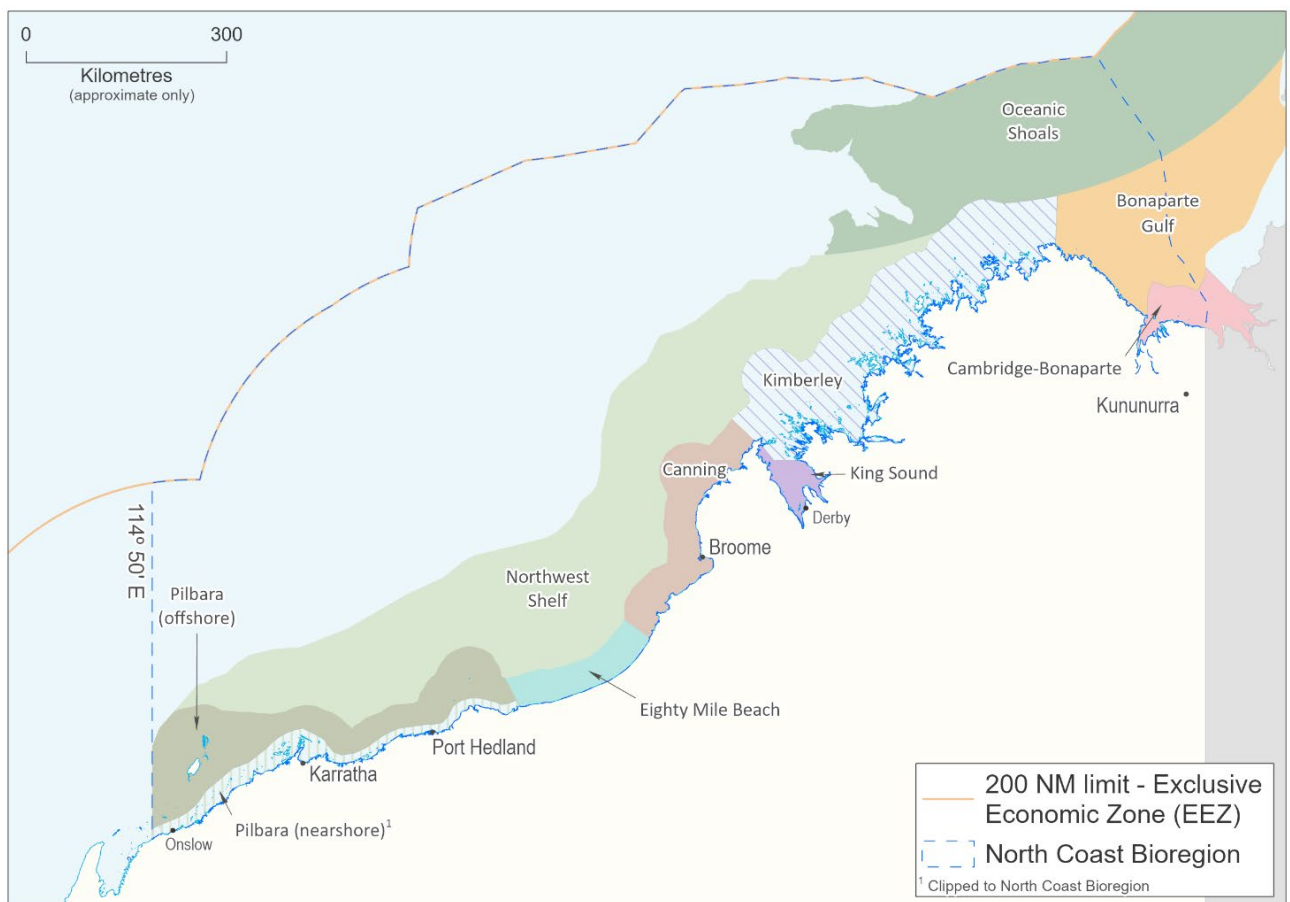 0 300
Kilometres
(approximate only)
Oceanic
Shoals
Bonaparte
Gulf
Kimberley
Cambridge-Bonaparte
Kununurra
Canning
King Sound
Derby
114° 50' E
Broome
Northwest
Shelf
Pilbara
(offshore)
Eighty Mile Beach
Port Hedland
Karratha
Pilbara (nearshore)¹
Onslow
200 NM limit - Exclusive
Economic Zone (EEZ)
North Coast Bioregion
¹ Clipped to North Coast Bioregion